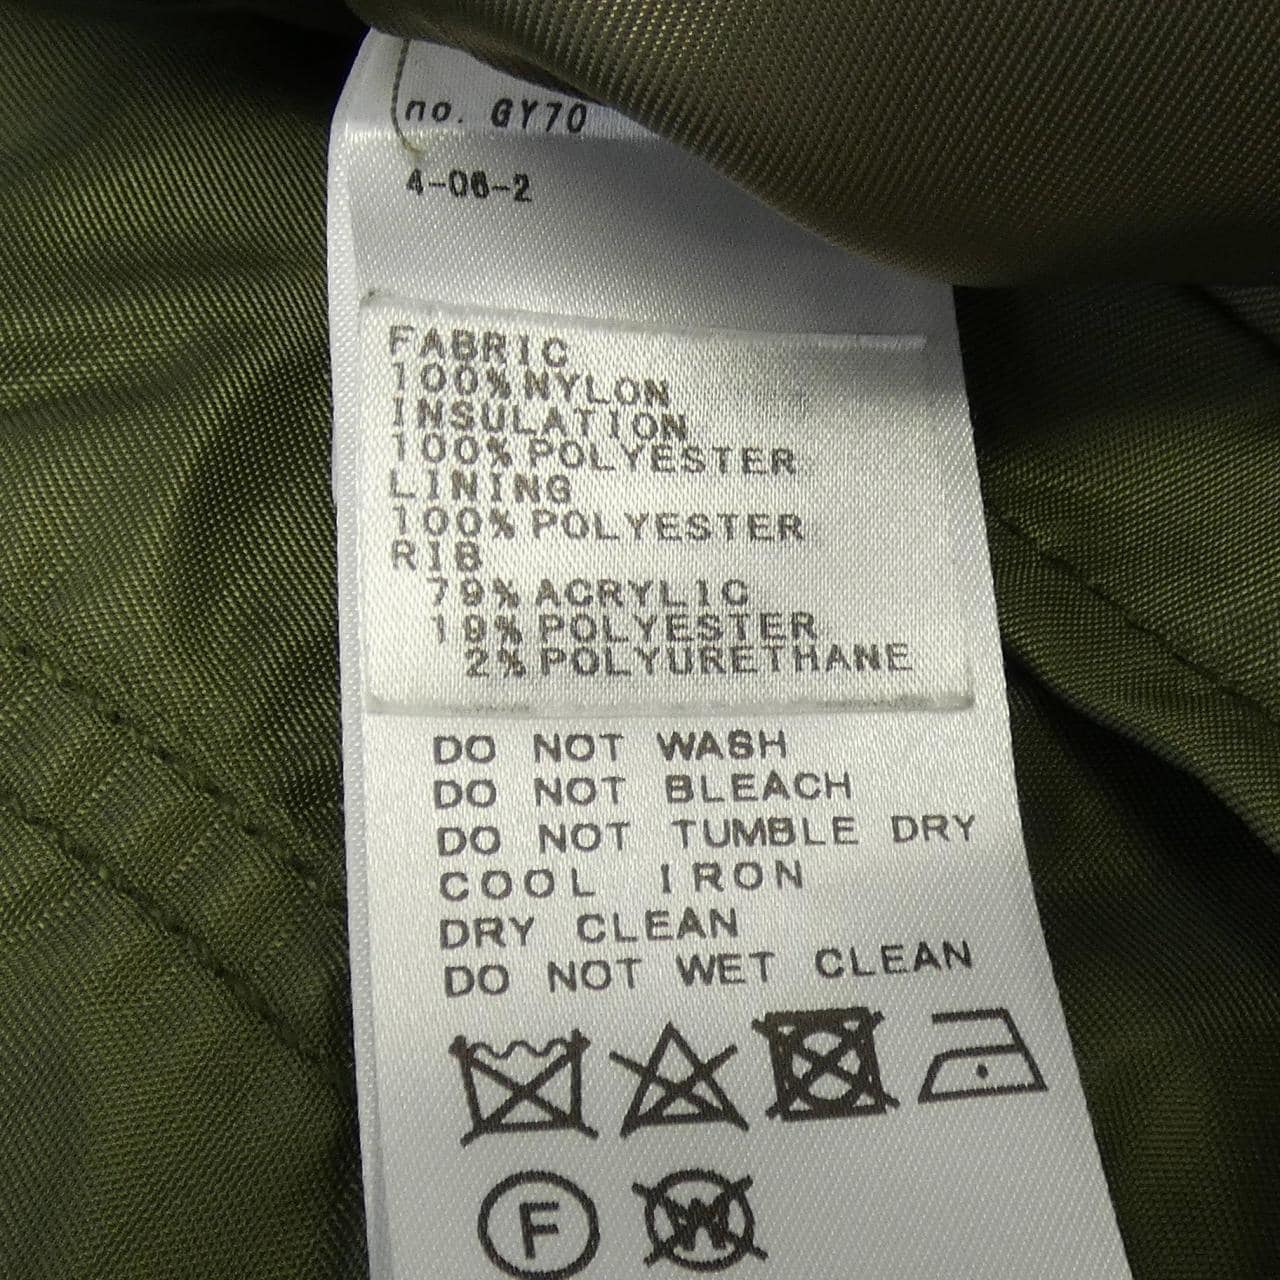 no. GY70
4-06-2
FABRIC
100% NYLON
INSULATION
100% POLYESTER
LINING
100% POLYESTER
RIB
79% ACRYLIC
19% POLYESTER
2% POLYURETHANE
DO NOT WASH
DO NOT BLEACH
DO NOT TUMBLE DRY
COOL IRON
DRY CLEAN
DO NOT WET CLEAN
F W